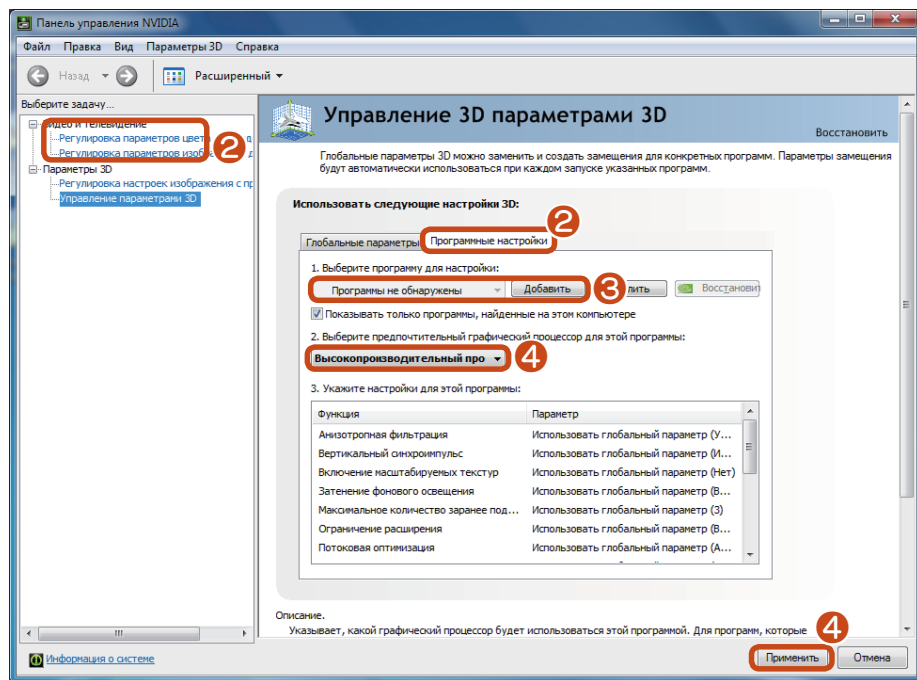 Панель управления NVIDIA
Файл Правка Вид Параметры 3D Справка
Назад Расширенный
Выберите задачу...
Видео и телевидение
Регулировка параметров цвета
2
Регулировка параметров изоб
Параметры 3D
Регулировка настроек изображения с пр
Управление параметрами 3D
Управление 3D параметрами 3D
Восстановить
Глобальные параметры 3D можно заменить и создать замещения для конкретных программ. Параметры замещения
будут автоматически использоваться при каждом запуске указанных программ.
Использовать следующие настройки 3D:
2
Глобальные параметры Программные настройки
1. Выберите программу для настройки:
Программы не обнаружены Добавить 3 лить Восстановит
Показывать только программы, найденные на этом компьютере
2. Выберите предпочтительный графический процессор для этой программы:
Высокопроизводительный про 4
3. Укажите настройки для этой программы:
Функция Параметр
Анизотропная фильтрация Использовать глобальный параметр (У...
Вертикальный синхроимпульс Использовать глобальный параметр (И...
Включение масштабируемых текстур Использовать глобальный параметр (Нет)
Затенение фонового освещения Использовать глобальный параметр (В...
Максимальное количество заранее под... Использовать глобальный параметр (3)
Ограничение расширения Использовать глобальный параметр (В...
Потоковая оптимизация Использовать глобальный параметр (А...
Описание.
Указывает, какой графический процессор будет использоваться этой программой. Для программ, которые
4
Информация о системе Применить Отмена